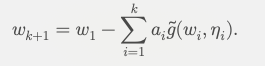 w_{k+1} = w_1 - \sum_{i=1}^{k} a_i \tilde{g}(w_i, \eta_i).